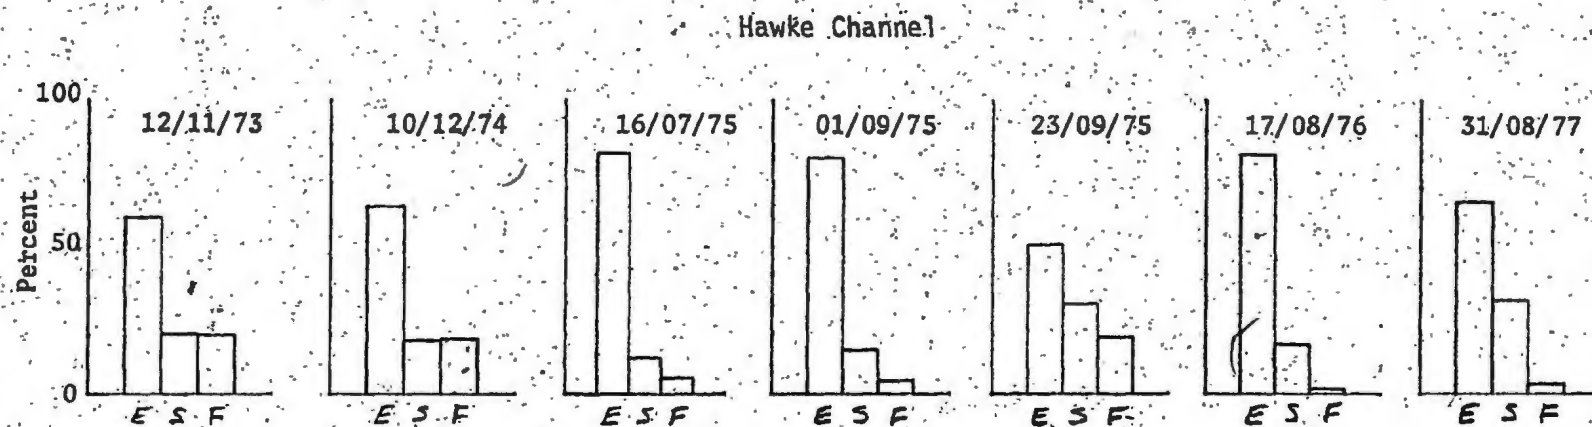 Hawke Channel
100
12/11/73 10/12/74 16/07/75 01/09/75 23/09/75 17/08/76 31/08/77
Percent
50
0
E S F E S F E S F E S F E S F E S F E S F